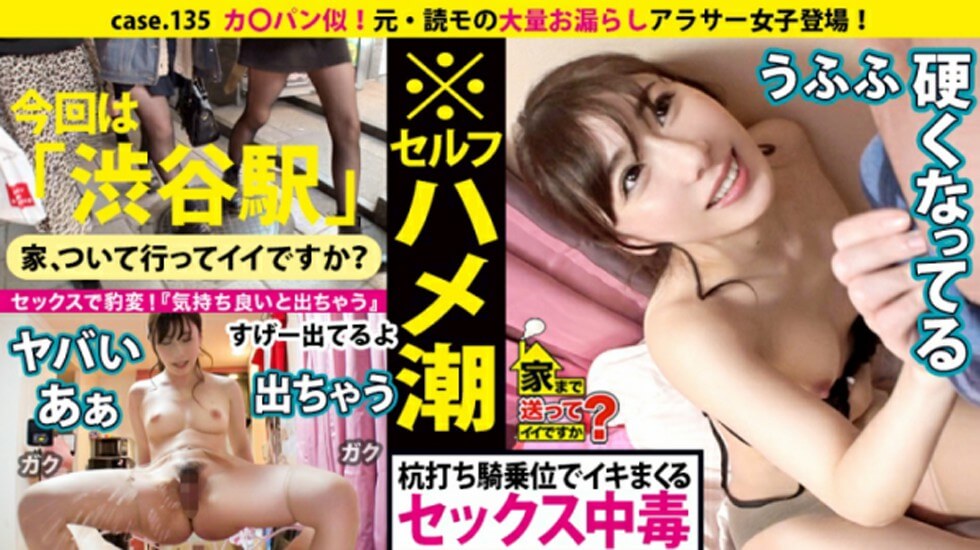 case.135 カ〇パン似！元・読モの大量お漏らしアラサー女子登場！
今回は
「渋谷駅」
家、ついて行ってイイですか？
セックスで豹変！『気持ち良いと出ちゃう』
ヤバい
あぁ
すげー出てるよ
出ちゃう
ガク
ガク
※セルフハメ潮
うふふ
硬くなってる
家まで
送って
イイですか
？
杭打ち騎乗位でイキまくる
セックス中毒